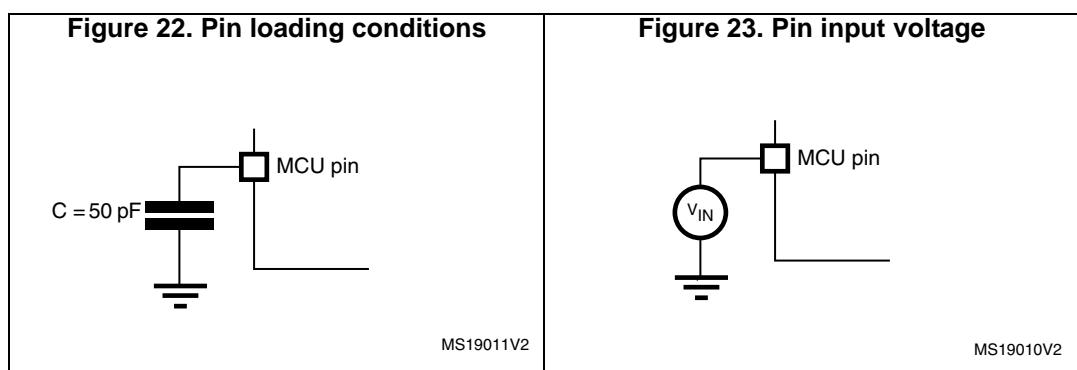 Figure 22. Pin loading conditions
MCU pin
C = 50 pF
MS19011V2
Figure 23. Pin input voltage
MCU pin
VIN
MS19010V2